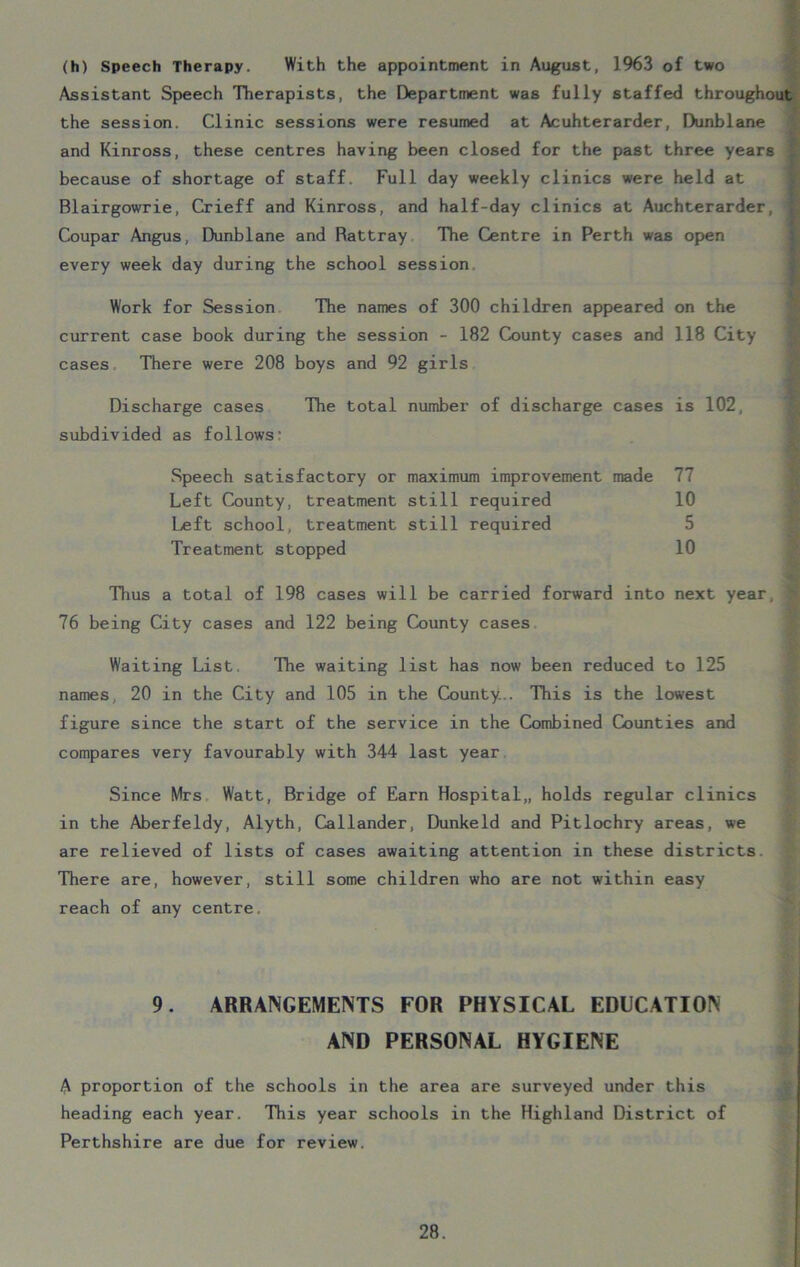 (h) Speech Therapy. With the appointment in August, 1963 of two
Assistant Speech Therapists, the Department was fully staffed throughout
the session. Clinic sessions were resumed at Acuhterarder, Dunblane
and Kinross, these centres having been closed for the past three years
because of shortage of staff. Full day weekly clinics were held at
Blairgowrie, Crieff and Kinross, and half-day clinics at Auchterarder,
Coupar Angus, Dunblane and Rattray The Centre in Perth was open
every week day during the school session.
Work for Session. The names of 300 children appeared on the
current case book during the session - 182 County cases and 118 City
cases. There were 208 boys and 92 girls.
Discharge cases The total number of discharge cases is 102,
subdivided as follows:
Speech satisfactory or maximum improvement made 77
Left County, treatment still required 10
Left school, treatment still required 5
Treatment stopped 10
Thus a total of 198 cases will be carried forward into next year,
76 being City cases and 122 being County cases.
Waiting List. The waiting list has now been reduced to 125
names, 20 in the City and 105 in the County... This is the lowest
figure since the start of the service in the Combined Counties and
compares very favourably with 344 last year.
Since Mrs. Watt, Bridge of Earn Hospital,, holds regular clinics
in the Aberfeldy, Alyth, Callander, Dunkeld and Pitlochry areas, we
are relieved of lists of cases awaiting attention in these districts.
There are, however, still some children who are not within easy
reach of any centre.
9. ARRANGEMENTS FOR PHYSICAL EDUCATION
AND PERSONAL HYGIENE
A proportion of the schools in the area are surveyed under this
heading each year. This year schools in the Highland District of
Perthshire are due for review.
28.